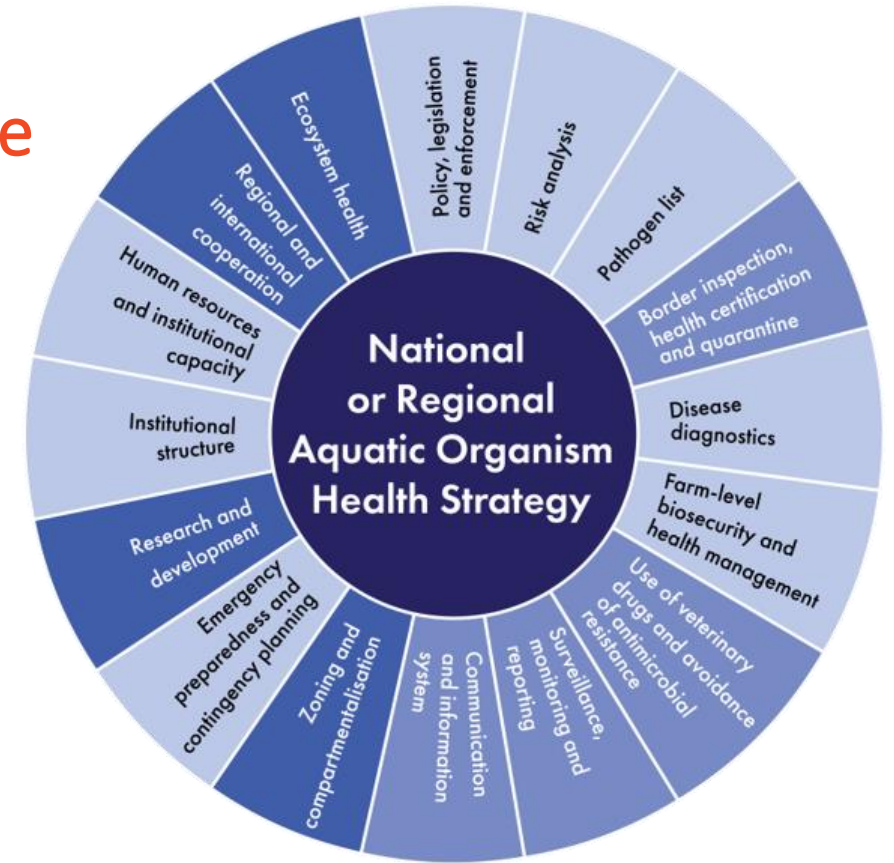 e
National
or Regional
Aquatic Organism
Health Strategy
Policy, legislation
and enforcement
Risk analysis
Pathogen list
Border inspection,
health certification
and quarantine
Disease
diagnostics
Farm-level
biosecurity and
health management
Use of veterinary
drugs and avoidance
of antimicrobial
resistance
Surveillance,
monitoring and
reporting
Communication
and information
system
Zoning and
compartmentalisation
Emergency
preparedness and
contingency planning
Research and
development
Institutional
structure
Human resources
and institutional
capacity
Regional and
international
cooperation
Ecosystem health